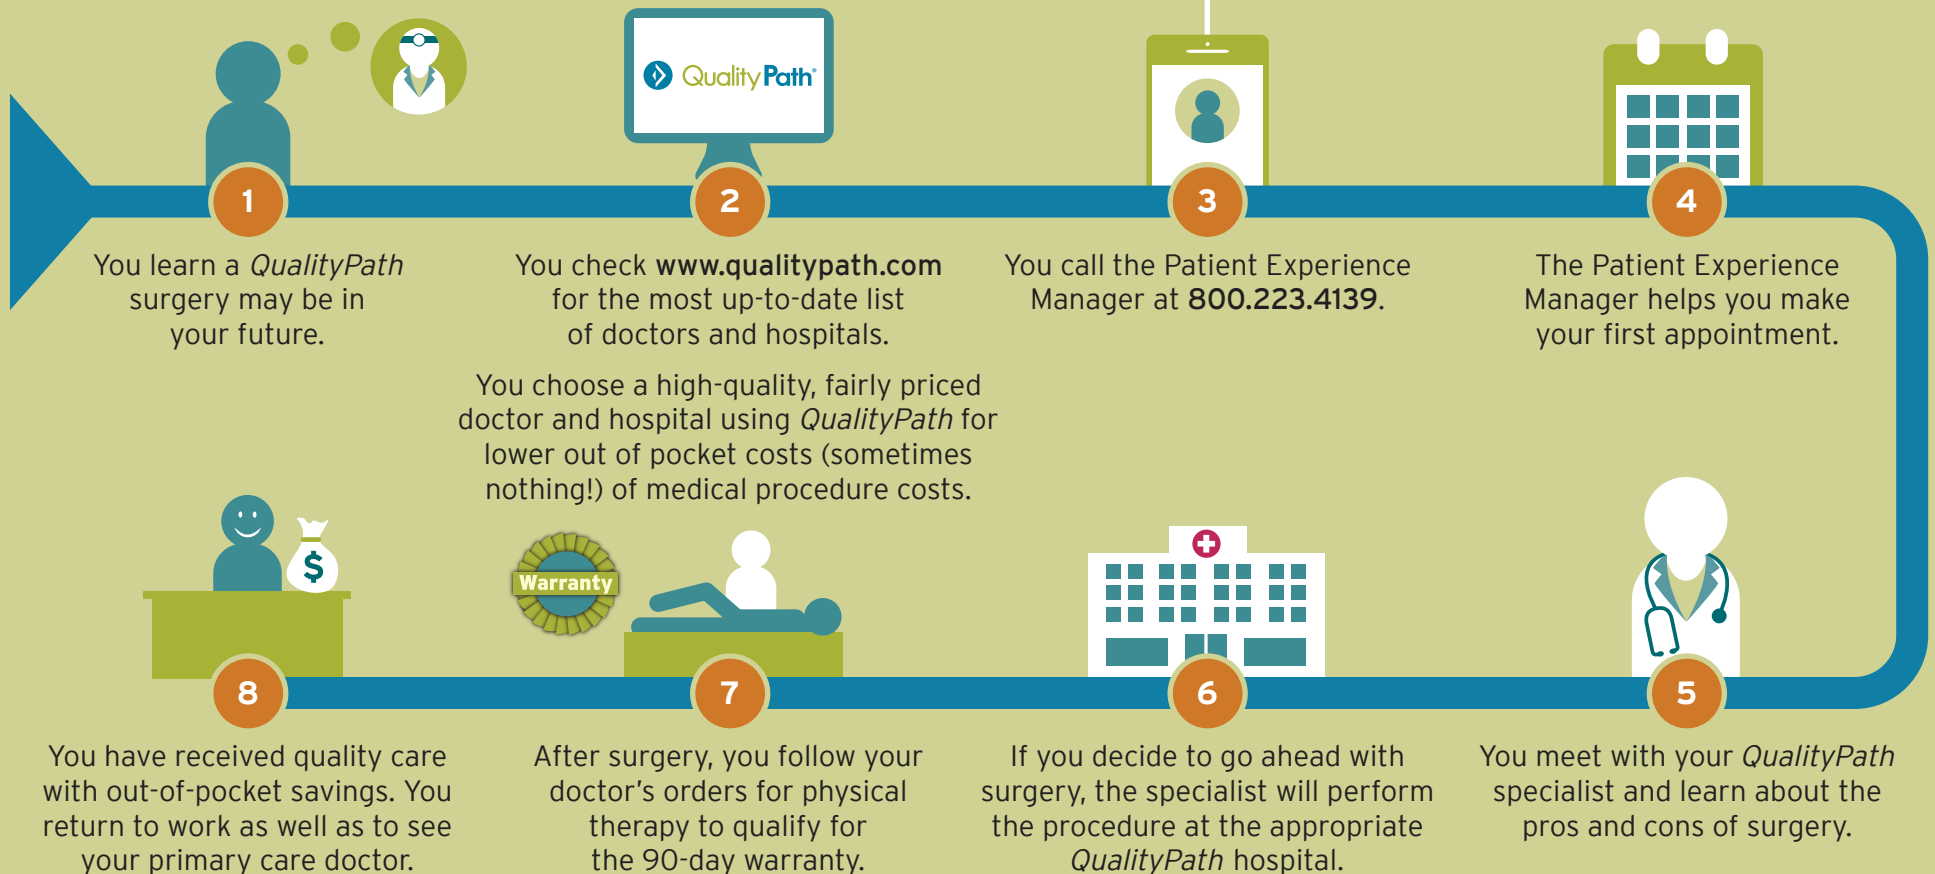 QualityPath®
1
You learn a QualityPath
surgery may be in
your future.
2
You check www.qualitypath.com
for the most up-to-date list
of doctors and hospitals.
You choose a high-quality, fairly priced
doctor and hospital using QualityPath for
lower out of pocket costs (sometimes
nothing!) of medical procedure costs.
3
You call the Patient Experience
Manager at 800.223.4139.
4
The Patient Experience
Manager helps you make
your first appointment.
5
You meet with your QualityPath
specialist and learn about the
pros and cons of surgery.
6
If you decide to go ahead with
surgery, the specialist will perform
the procedure at the appropriate
QualityPath hospital.
Warranty
7
After surgery, you follow your
doctor’s orders for physical
therapy to qualify for
the 90-day warranty.
$
8
You have received quality care
with out-of-pocket savings. You
return to work as well as to see
your primary care doctor.